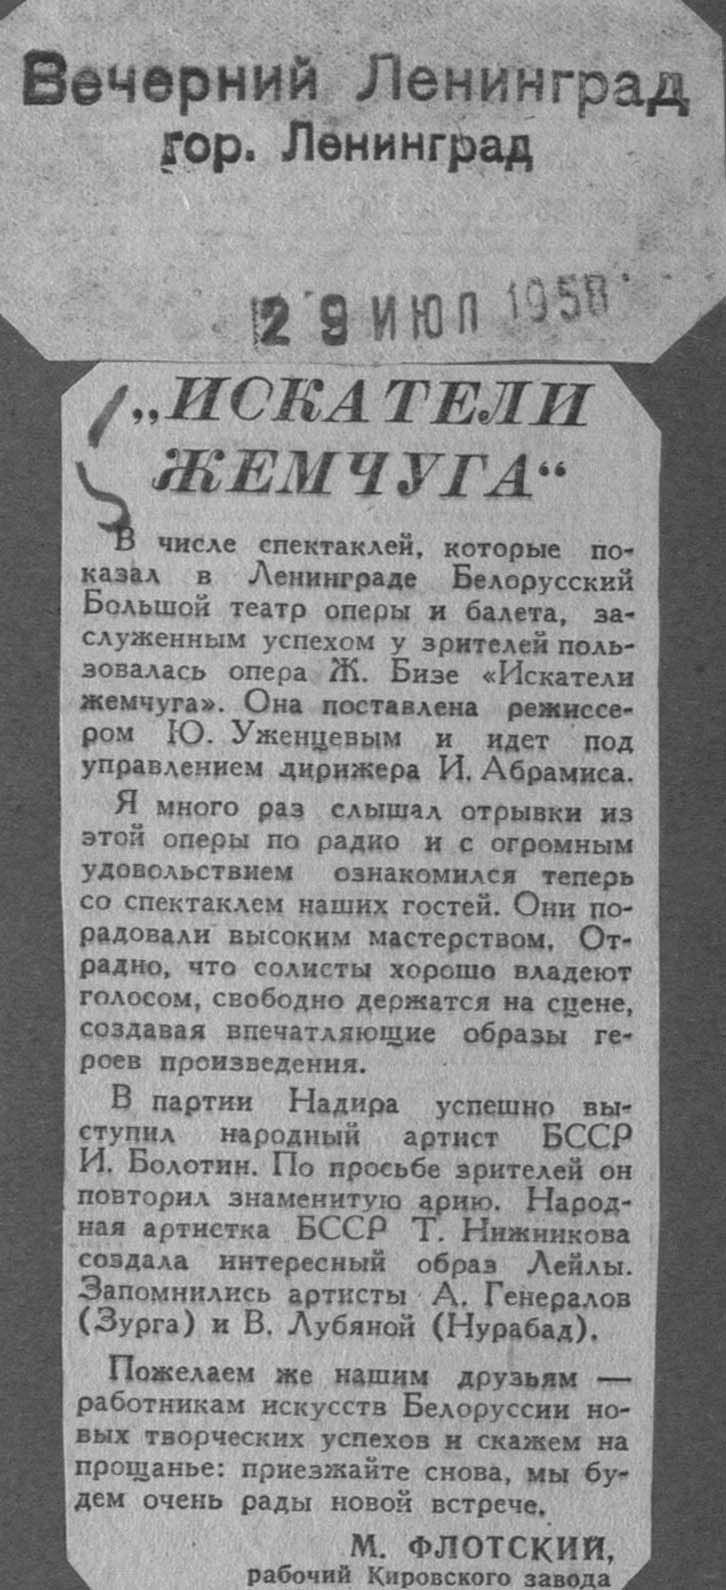 Вечерний Ленинград
гор. Ленинград
29 ИЮЛ 1958
„ИСКАТЕЛИ
ЖЕМЧУГА“
В числе спектаклей, которые по-
казал в Ленинграде Белорусский
Большой театр оперы и балета, за-
служенным успехом у зрителей поль-
зовалась опера Ж. Бизе «Искатели
жемчуга». Она поставлена режиссе-
ром Ю. Уженцевым и идет под
управлением дирижера И. Абрамиса.
Я много раз слышал отрывки из
этой оперы по радио и с огромным
удовольствием ознакомился теперь
со спектаклем наших гостей. Они по-
радовали высоким мастерством. От-
радно, что солисты хорошо владеют
голосом, свободно держатся на сцене,
создавая впечатляющие образы ге-
роев произведения.
В партии Надира успешно вы-
ступил народный артист БССР
И. Болотин. По просьбе зрителей он
повторил знаменитую арию. Народ-
ная артистка БССР Т. Нижникова
создала интересный образ Лейлы.
Запомнились артисты А. Генералов
(Зурга) и В. Лубяной (Нурабад).
Пожелаем же нашим друзьям —
работникам искусств Белоруссии но-
вых творческих успехов и скажем на
прощанье: приезжайте снова, мы бу-
дем очень рады новой встрече.
М. ФЛОТСКИЙ,
рабочий Кировского завода